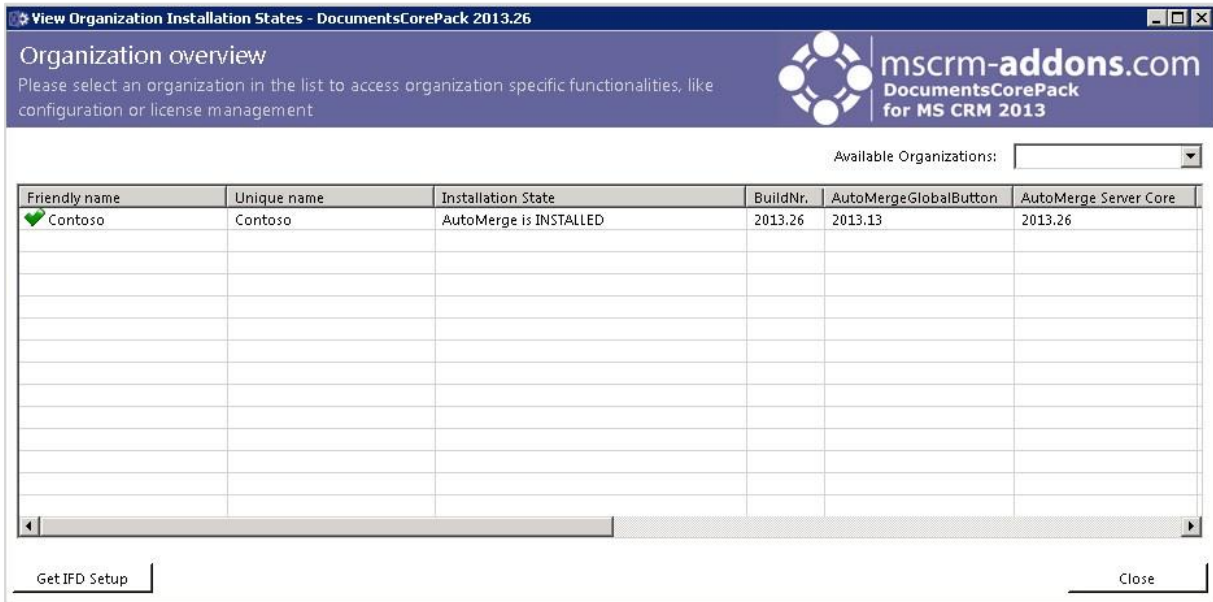 View Organization Installation States - DocumentsCorePack 2013.26
Organization overview
Please select an organization in the list to access organization specific functionalities, like
configuration or license management
mscrm-addons.com
DocumentsCorePack
for MS CRM 2013
Available Organizations:
Friendly name Unique name Installation State BuildNr. AutoMergeGlobalButton AutoMerge Server Core
Contoso Contoso AutoMerge is INSTALLED 2013.26 2013.13 2013.26
Get IFD Setup Close